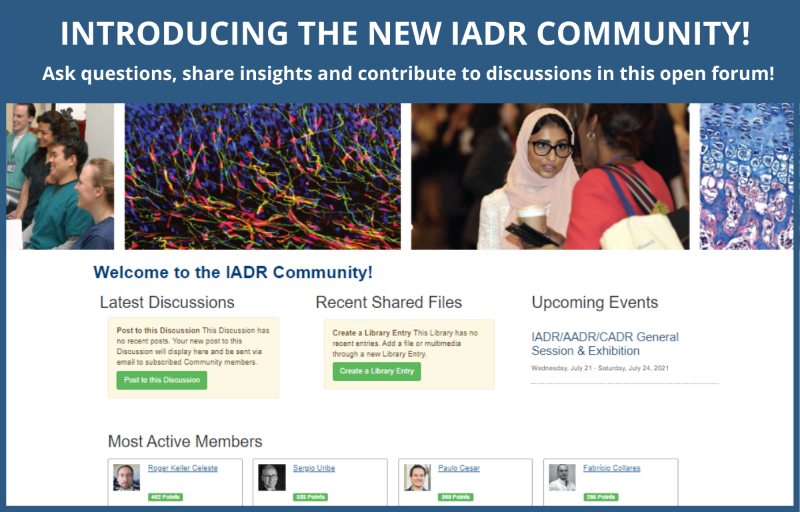 INTRODUCING THE NEW IADR COMMUNITY!
Ask questions, share insights and contribute to discussions in this open forum!
Welcome to the IADR Community!
Latest Discussions
Post to this Discussion This Discussion has
no recent posts. Your new post to this
Discussion will display here and be sent via
email to subscribed Community members.
Post to this Discussion
Recent Shared Files
Create a Library Entry This Library has no
recent entries. Add a file or multimedia
through a new Library Entry.
Create a Library Entry
Upcoming Events
IADR/AADR/CADR General
Session & Exhibition
Wednesday, July 21 - Saturday, July 24, 2021
Most Active Members
Roger Keller Celeste
Sergio Uribe
Paulo Cesar
Fabrício Collares
Points
Points
Points
Points